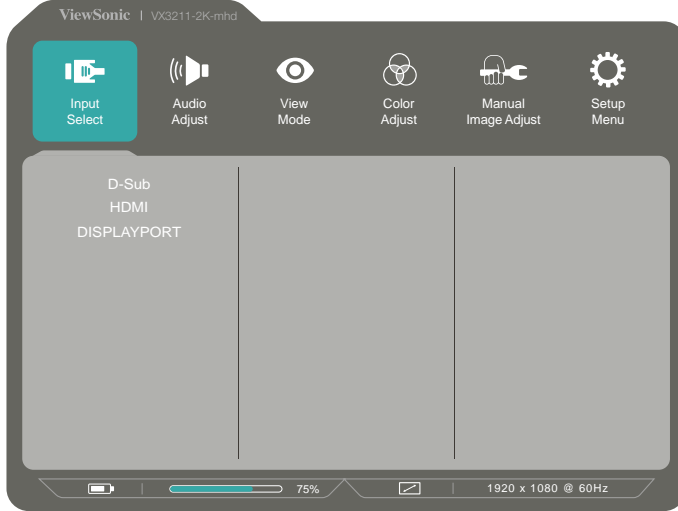 ViewSonic | VX3211-2K-mhd
Input
Select
Audio
Adjust
View
Mode
Color
Adjust
Manual
Image Adjust
Setup
Menu
D-Sub
HDMI
DISPLAYPORT
75%
1920 x 1080 @ 60Hz